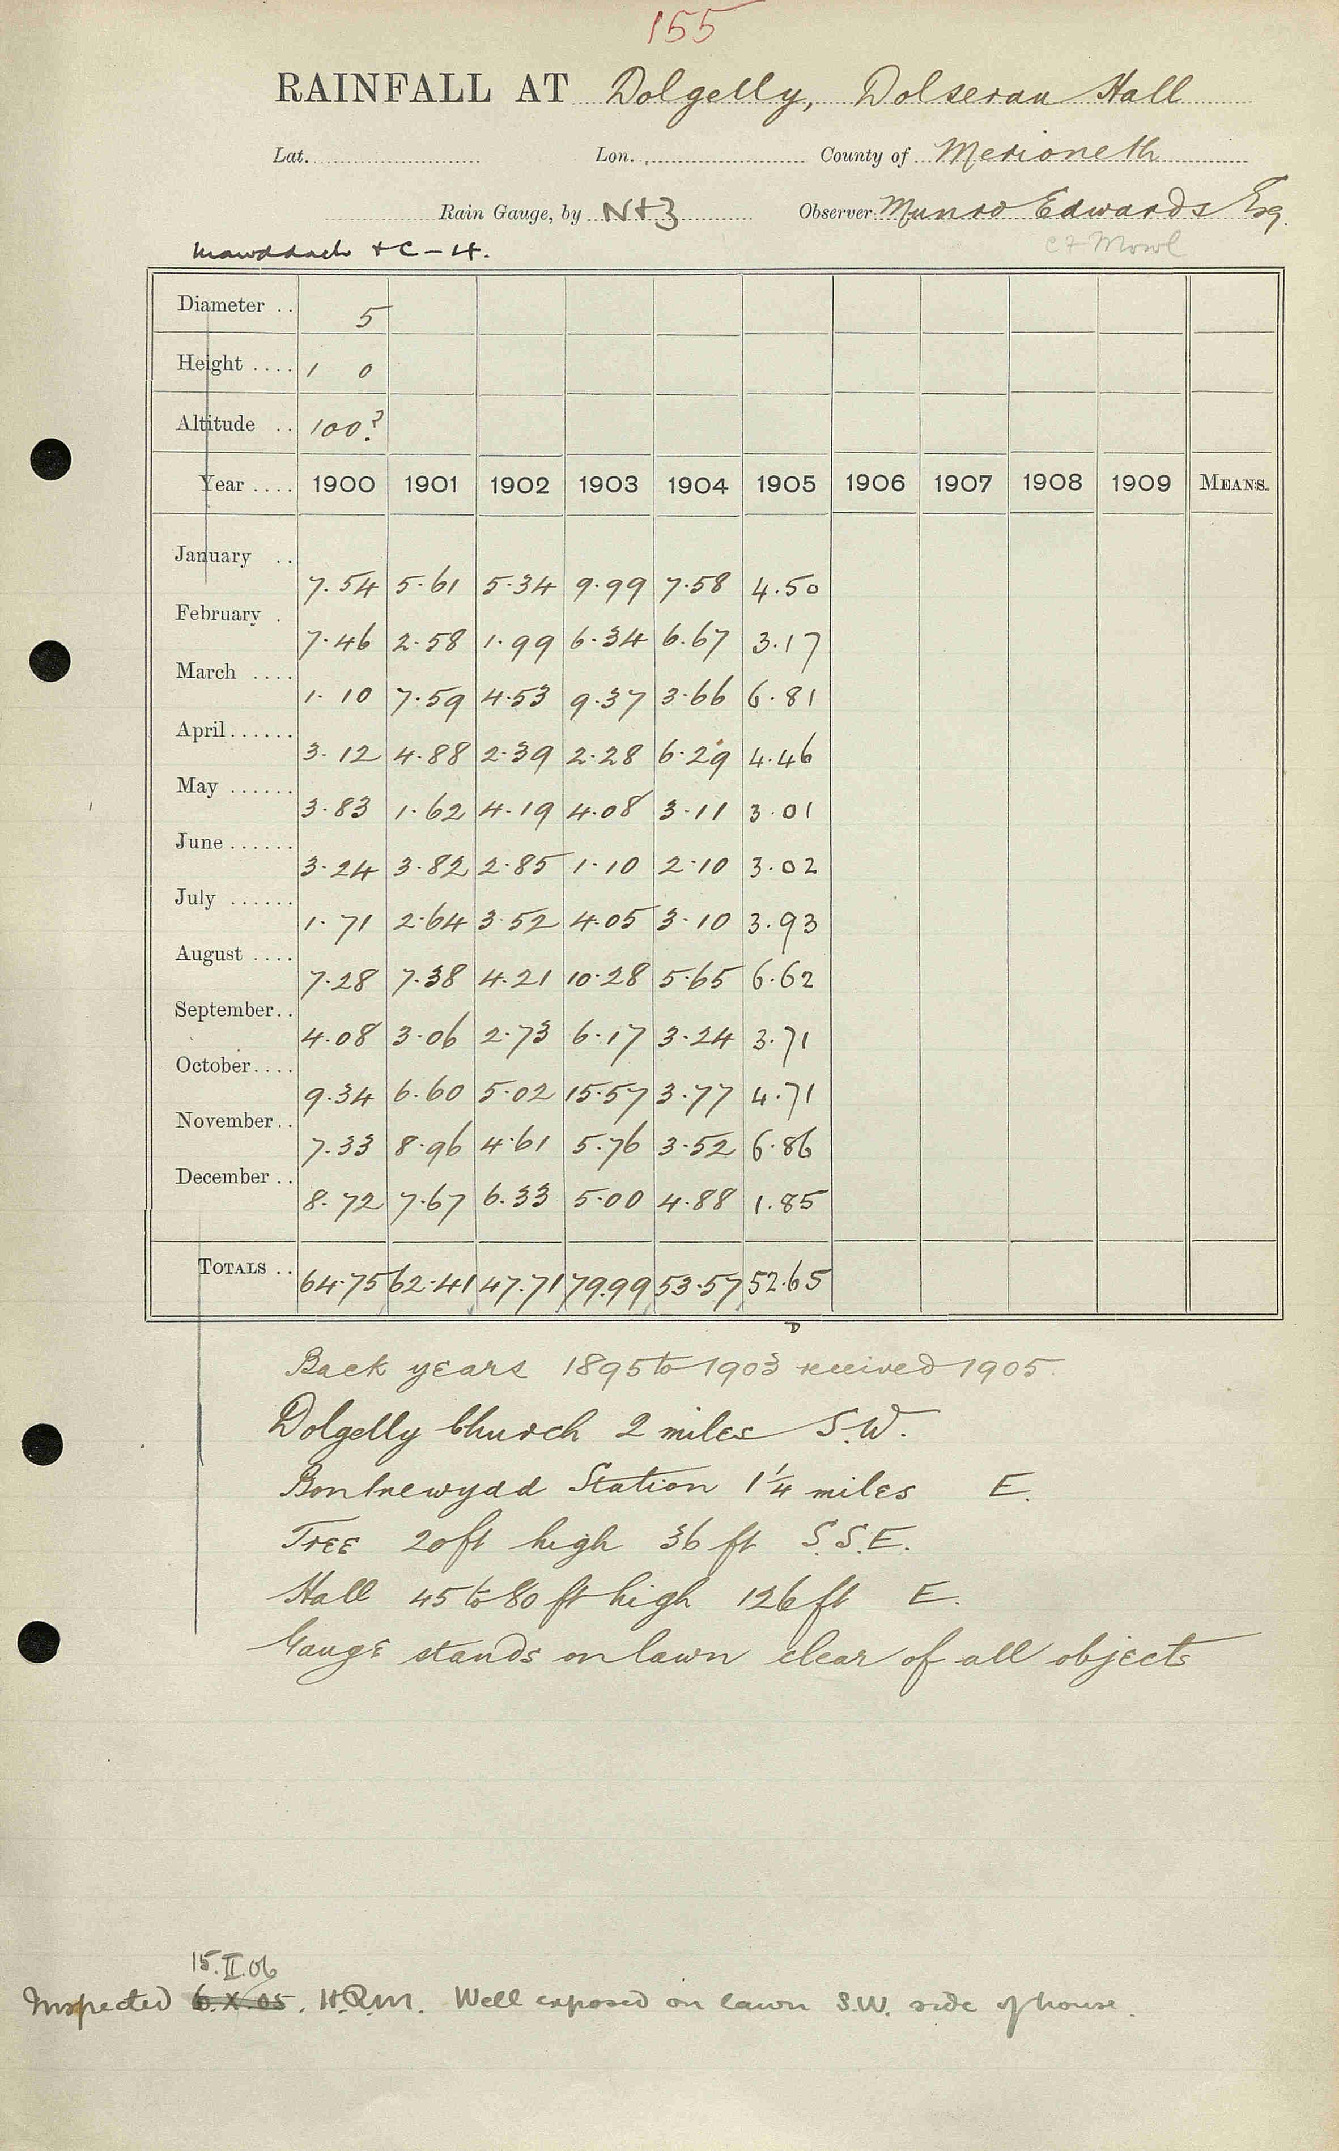 155
RAINFALL AT Dolgelly, Dolserau Hall
Lat. Lon. County of Merioneth
Rain Gauge, by N+3 Observer Munro Edwards Esq.
Mawddach + C-H.
Diameter .. 5
Height .... 1 0
Altitude .. 100?
Year .... 1900 1901 1902 1903 1904 1905 1906 1907 1908 1909 MEANS.
January .. 7.54 5.61 5.34 9.99 7.58 4.50
February . 7.46 2.58 1.99 6.34 6.67 3.17
March .... 1.10 7.59 4.53 9.37 3.66 6.81
April...... 3.12 4.88 2.39 2.28 6.29 4.46
May ...... 3.83 1.62 4.19 4.08 3.11 3.01
June...... 3.24 3.82 2.85 1.10 2.10 3.02
July ...... 1.71 2.64 3.52 4.05 3.10 3.93
August .... 7.28 7.38 4.21 10.28 5.65 6.62
September.. 4.08 3.06 2.73 6.17 3.24 3.71
October.... 9.34 6.60 5.02 15.57 3.77 4.71
November.. 7.33 8.96 4.61 5.76 3.52 6.86
December .. 8.72 7.67 6.33 5.00 4.88 1.85
TOTALS .. 64.75 62.41 47.71 79.99 53.57 52.65
D
Back years 1895 to 1903 received 1905.
Dolgelly Church 2 miles S.W.
Bontnewydd Station 1 1/4 miles E.
Tree 20ft high 36 ft S.S.E.
Hall 45 to 80 ft high 126 ft E.
Gauge stands on lawn clear of all objects
15.II.06
Inspected 6.X.05. H.R.M. Well exposed on lawn S.W. side of house.